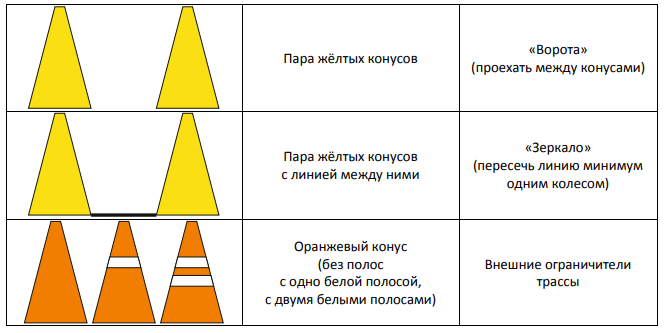 Пара жёлтых конусов
«Ворота»
(проехать между конусами)
Пара жёлтых конусов
с линией между ними
«Зеркало»
(пересечь линию минимум
одним колесом)
Оранжевый конус
(без полос
с одно белой полосой,
с двумя белыми полосами)
Внешние ограничители
трассы